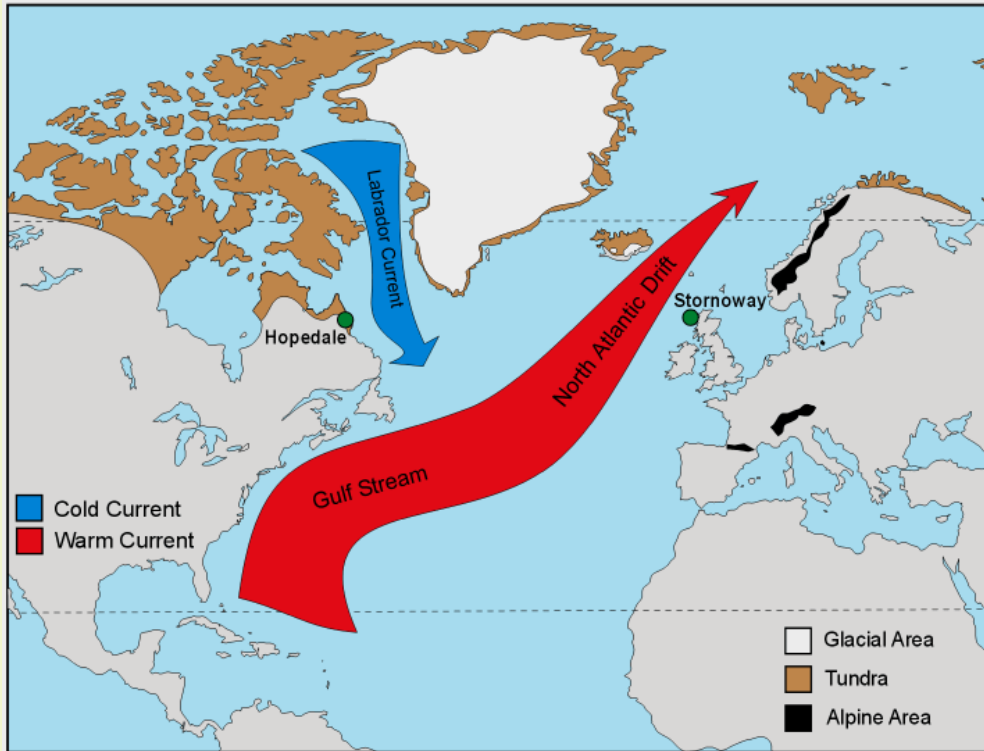 Labrador Current
Hopedale
Stornoway
North Atlantic Drift
Gulf Stream
Cold Current
Warm Current
Glacial Area
Tundra
Alpine Area